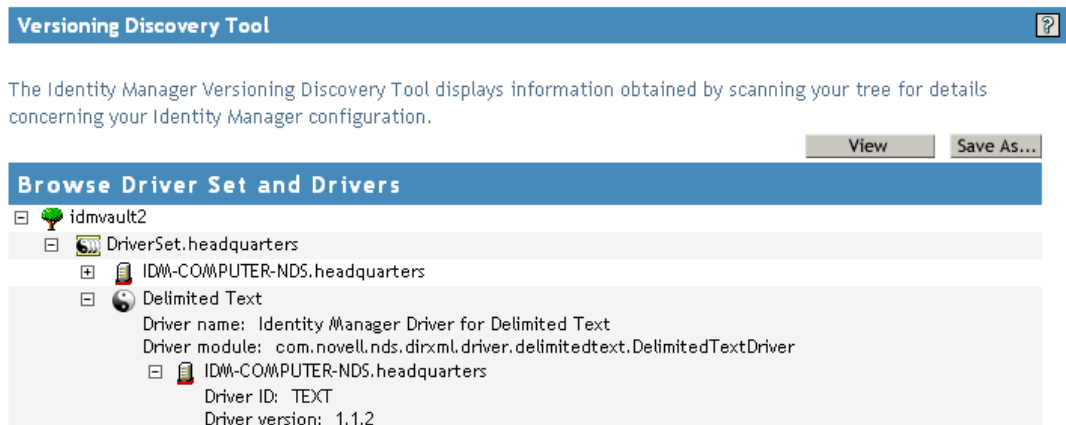 Versioning Discovery Tool
?
The Identity Manager Versioning Discovery Tool displays information obtained by scanning your tree for details
concerning your Identity Manager configuration.
View Save As...
Browse Driver Set and Drivers
idmvault2
DriverSet.headquarters
IDM-COMPUTER-NDS.headquarters
Delimited Text
Driver name: Identity Manager Driver for Delimited Text
Driver module: com.novell.nds.dirxml.driver.delimitedtext.DelimitedTextDriver
IDM-COMPUTER-NDS.headquarters
Driver ID: TEXT
Driver version: 1.1.2